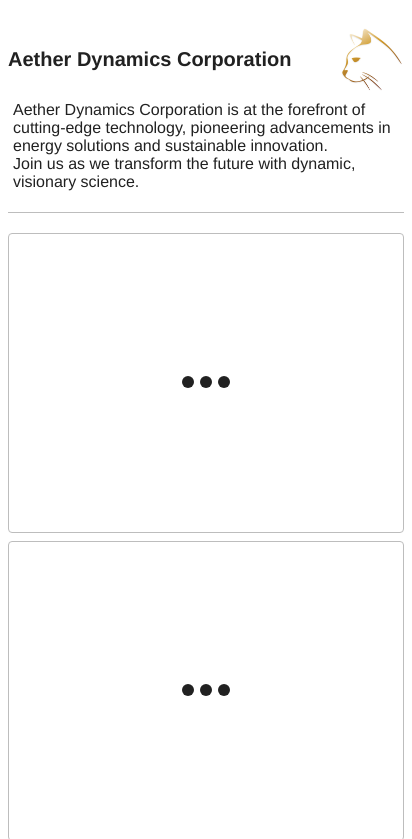 Aether Dynamics Corporation
Aether Dynamics Corporation is at the forefront of
cutting-edge technology, pioneering advancements in
energy solutions and sustainable innovation.
Join us as we transform the future with dynamic,
visionary science.